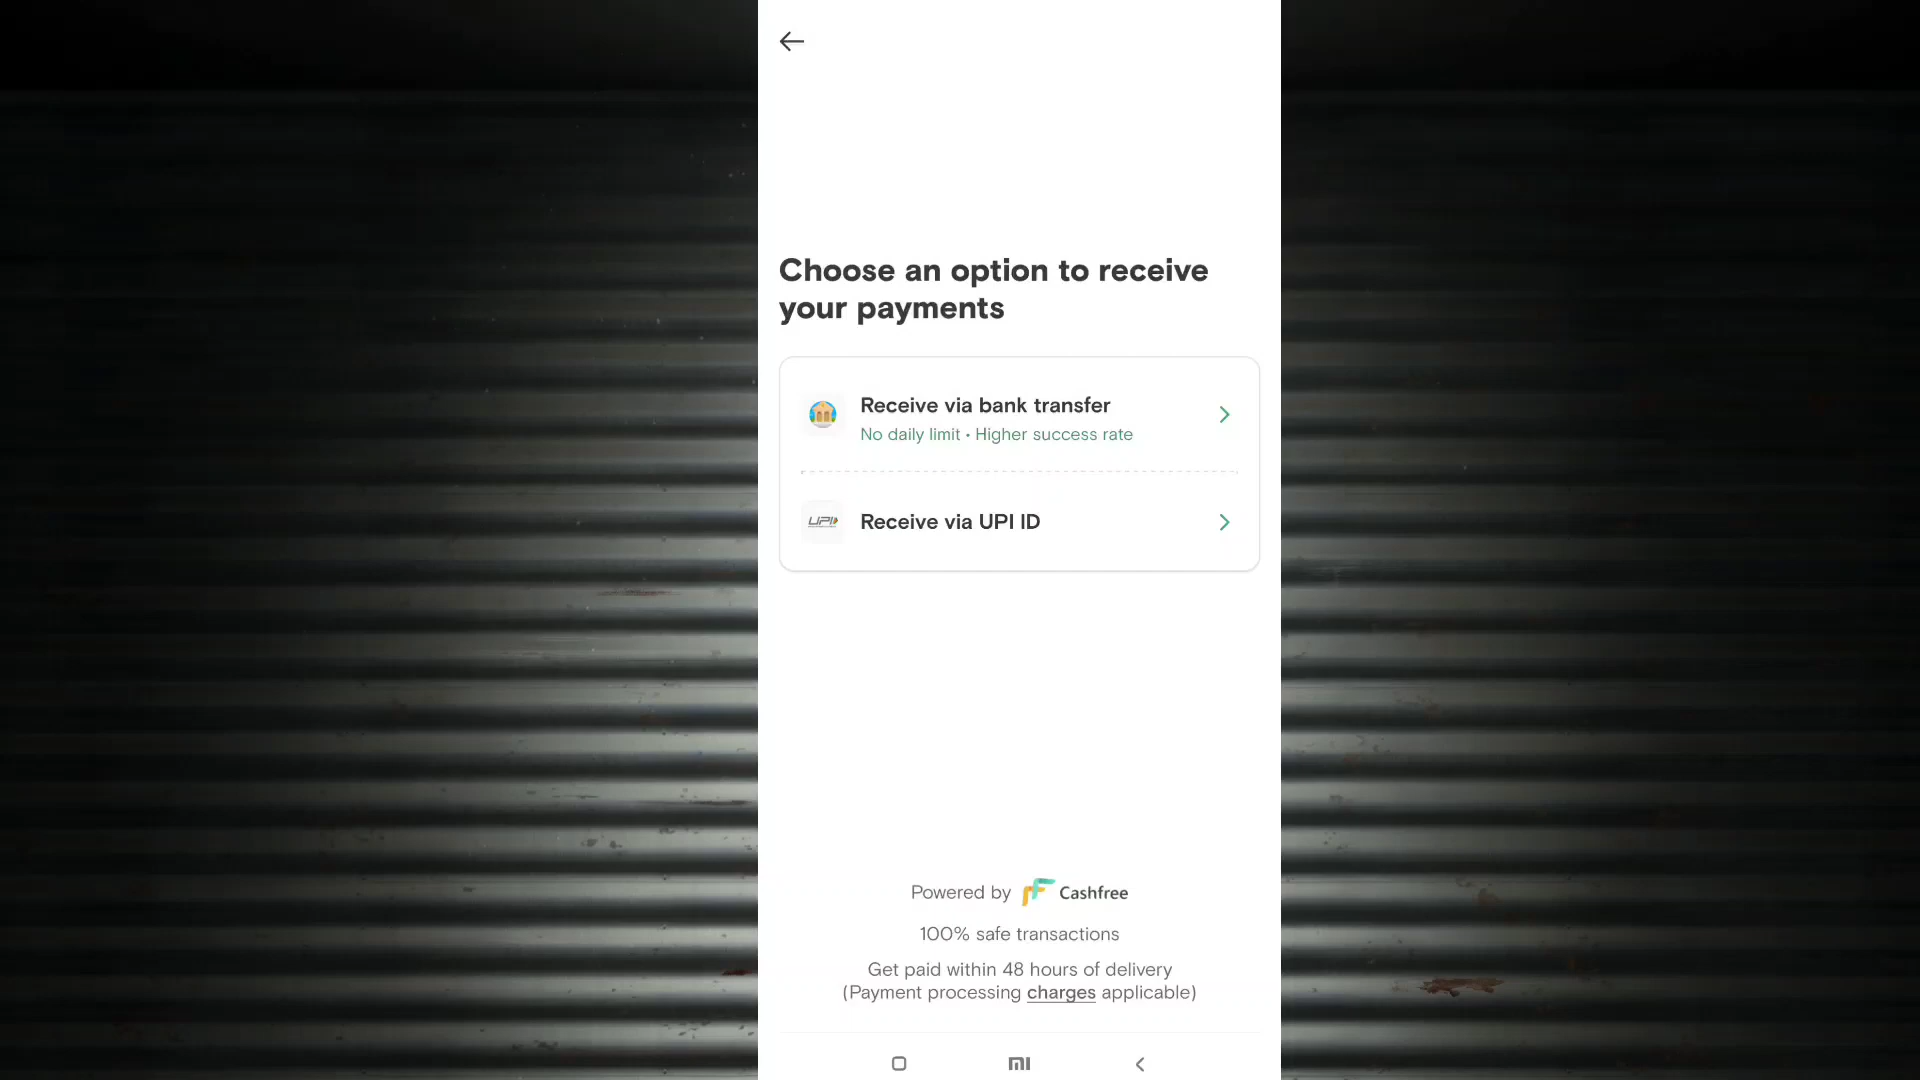 Choose an option to receive
your payments
Receive via bank transfer
No daily limit • Higher success rate
UPI
Receive via UPI ID
Powered by Cashfree
100% safe transactions
Get paid within 48 hours of delivery
(Payment processing charges applicable)